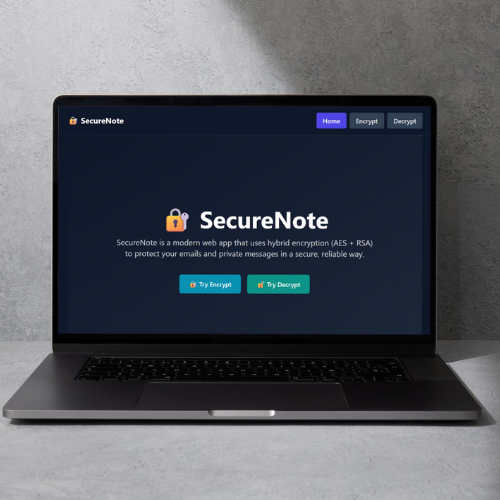 SecureNote
Home Encrypt Decrypt
SecureNote
SecureNote is a modern web app that uses hybrid encryption (AES + RSA)
to protect your emails and private messages in a secure, reliable way.
Try Encrypt Try Decrypt